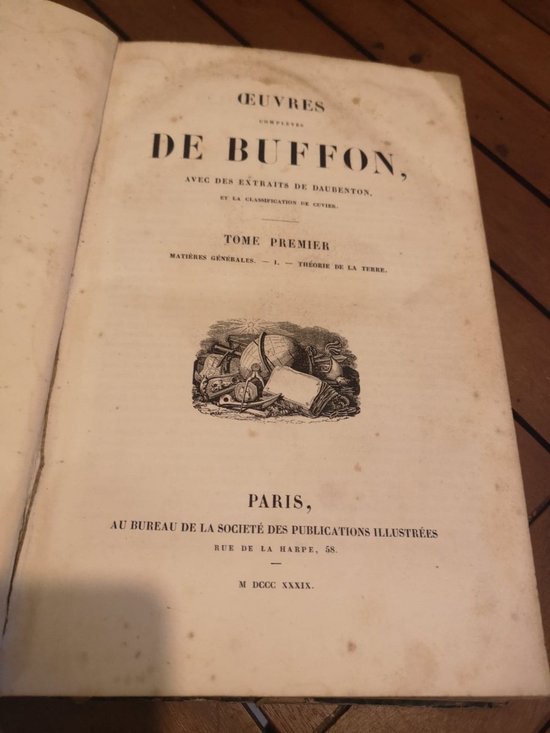 ŒUVRES
COMPLÈTES
DE BUFFON,
AVEC DES EXTRAITS DE DAUBENTON.
ET LA CLASSIFICATION DE CUVIER.
TOME PREMIER
MATIÈRES GÉNÉRALES. — I. — THÉORIE DE LA TERRE.
PARIS,
AU BUREAU DE LA SOCIETÉ DES PUBLICATIONS ILLUSTRÉES
RUE DE LA HARPE, 58.
M DCCC XXXIX.